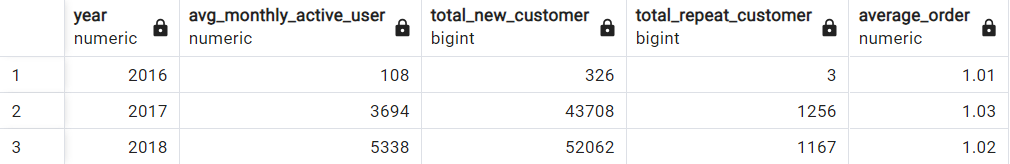 year avg_monthly_active_user total_new_customer total_repeat_customer average_order
numeric numeric bigint bigint numeric
1 2016 108 326 3 1.01
2 2017 3694 43708 1256 1.03
3 2018 5338 52062 1167 1.02